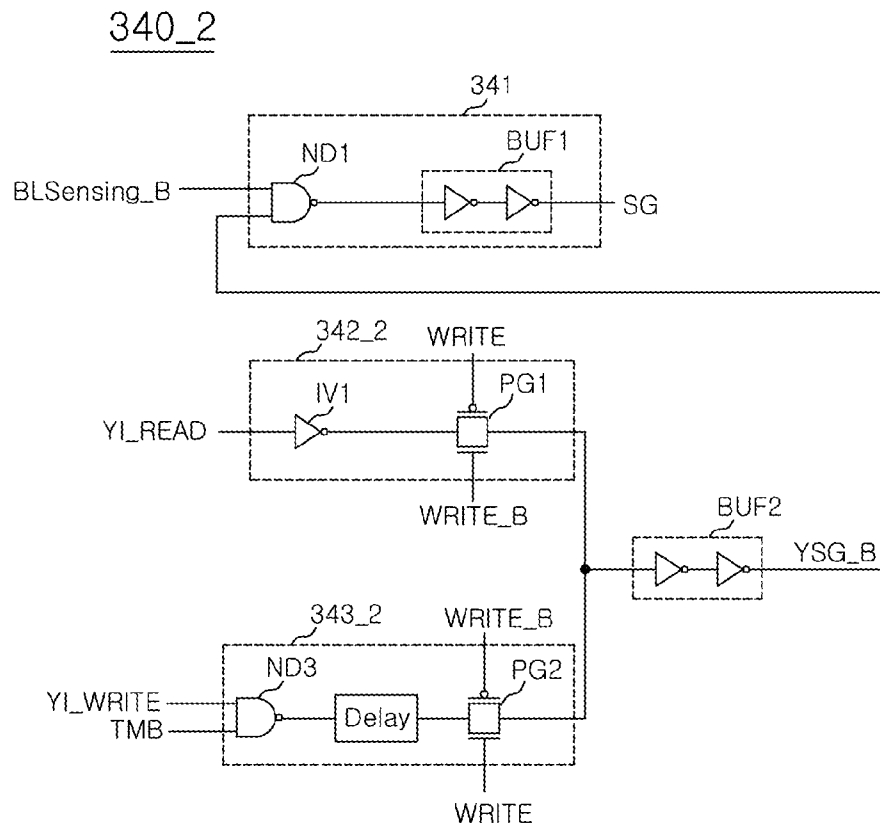 340_2
341
ND1
BUF1
BLSensing_B
SG
342_2
WRITE
IV1
PG1
YI_READ
WRITE_B
BUF2
YSG_B
343_2
WRITE_B
ND3
PG2
YI_WRITE
Delay
TMB
WRITE